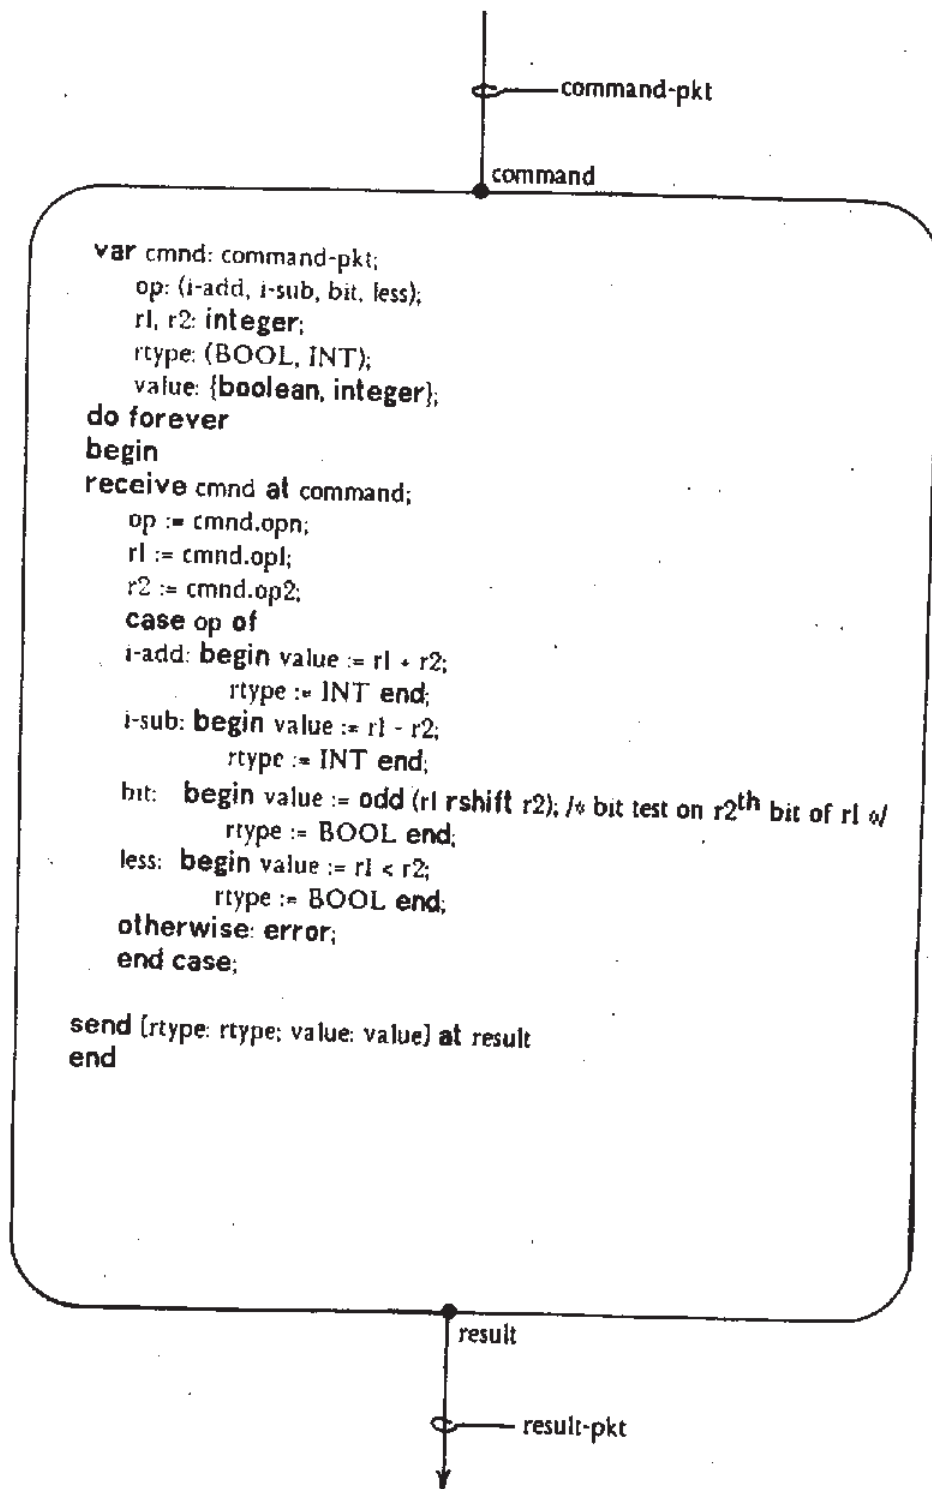 command-pkt
command
var cmnd: command-pkt;
op: (i-add, i-sub, bit, less);
r1, r2: integer;
rtype: (BOOL, INT);
value: {boolean, integer};
do forever
begin
receive cmnd at command;
op := cmnd.opn;
r1 := cmnd.op1;
r2 := cmnd.op2;
case op of
i-add: begin value := r1 + r2;
rtype := INT end;
i-sub: begin value := r1 - r2;
rtype := INT end;
bit: begin value := odd (r1 rshift r2); /* bit test on r2th bit of r1 */
rtype := BOOL end;
less: begin value := r1 < r2;
rtype := BOOL end;
otherwise: error;
end case;
send {rtype: rtype; value: value} at result
end
result
result-pkt